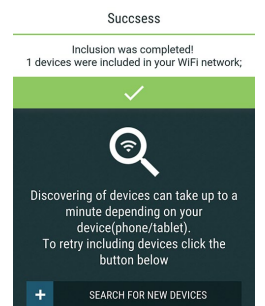 Succsess
Inclusion was completed!
1 devices were included in your WiFi network;
Discovering of devices can take up to a
minute depending on your
device(phone/tablet).
To retry including devices click the
button below
+ SEARCH FOR NEW DEVICES